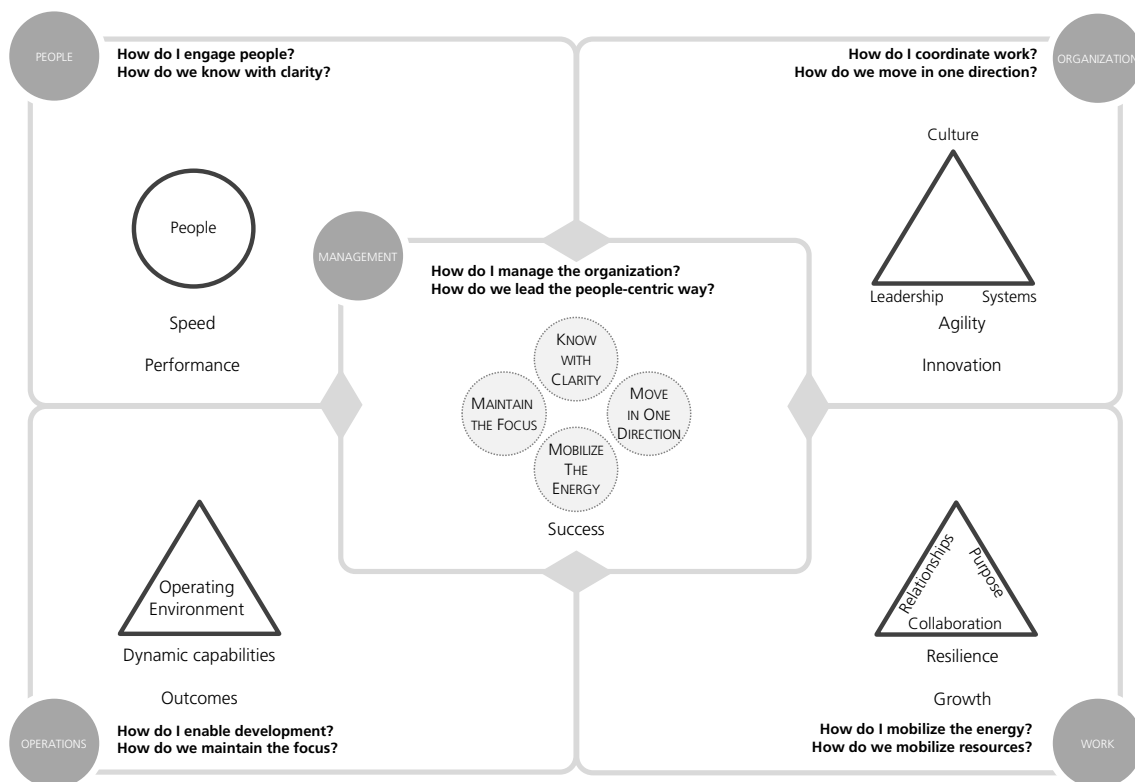 PEOPLE
How do I engage people?
How do we know with clarity?
People
Speed
Performance
How do I coordinate work?
How do we move in one direction?
ORGANIZATION
Culture
Leadership
Systems
Agility
Innovation
MANAGEMENT
How do I manage the organization?
How do we lead the people-centric way?
KNOW
WITH
CLARITY
MAINTAIN
THE FOCUS
MOVE
IN ONE
DIRECTION
MOBILIZE
THE
ENERGY
Success
Operating
Environment
Dynamic capabilities
Outcomes
OPERATIONS
How do I enable development?
How do we maintain the focus?
Relationships
Purpose
Collaboration
Resilience
Growth
How do I mobilize the energy?
How do we mobilize resources?
WORK